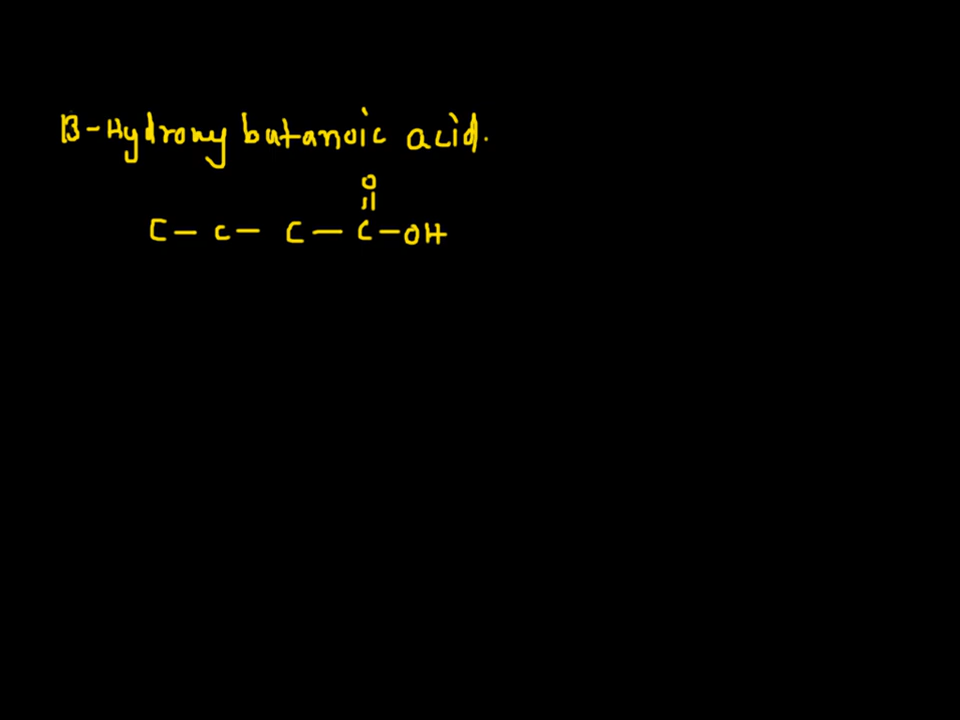 β-Hydroxy butanoic acid.
O
||
C - C - C - C - OH